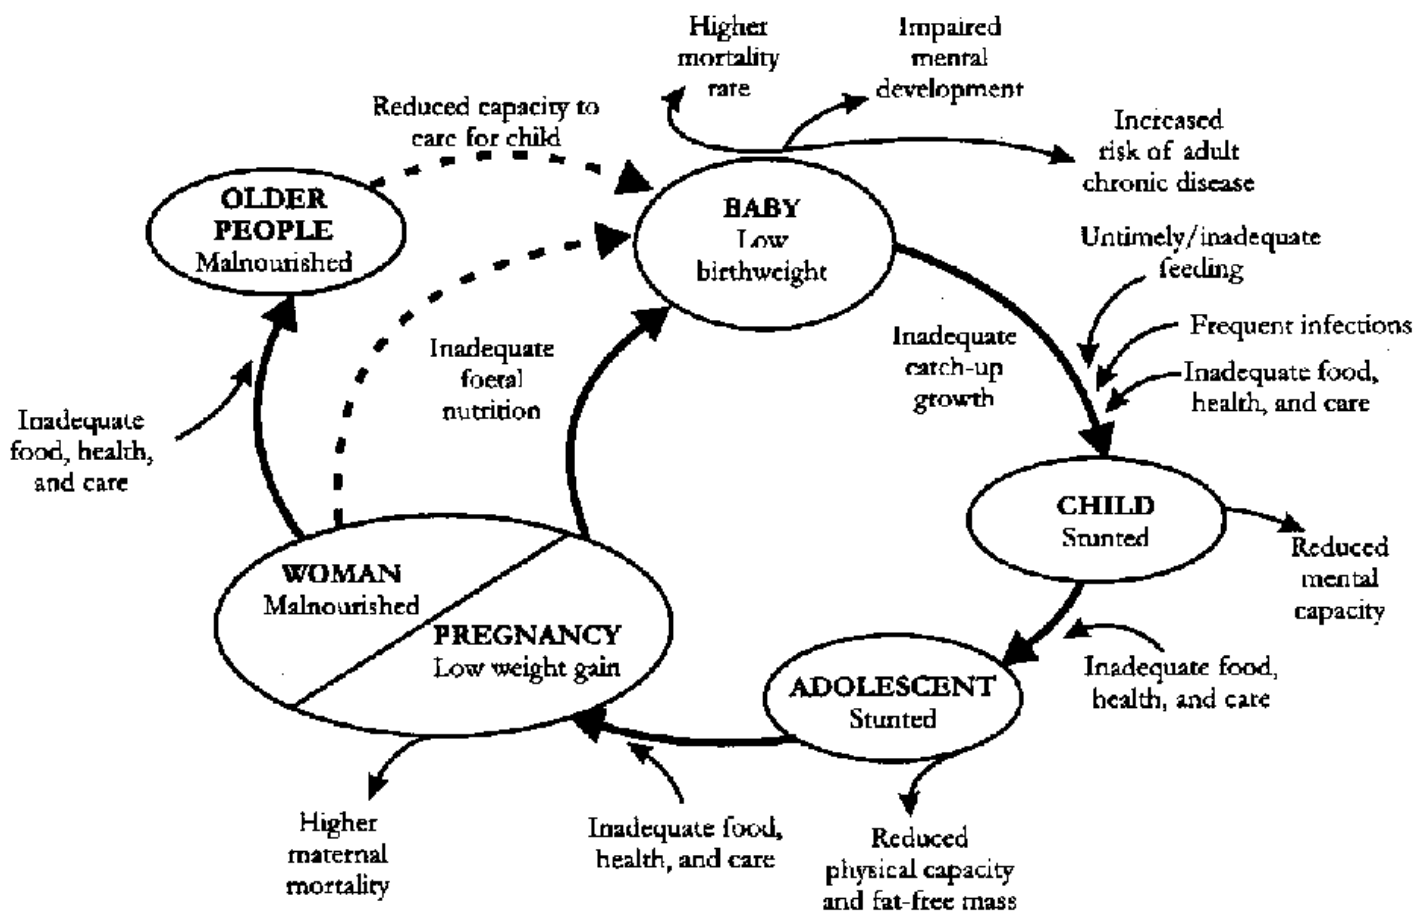 Higher
mortality
rate
Impaired
mental
development
Reduced capacity to
care for child
Increased
risk of adult
chronic disease
OLDER
PEOPLE
Malnourished
BABY
Low
birthweight
Untimely/inadequate
feeding
Frequent infections
Inadequate food,
health, and care
Inadequate
catch-up
growth
Inadequate
foetal
nutrition
Inadequate
food, health,
and care
CHILD
Stunted
Reduced
mental
capacity
WOMAN
Malnourished
PREGNANCY
Low weight gain
Inadequate food,
health, and care
ADOLESCENT
Stunted
Higher
maternal
mortality
Inadequate food,
health, and care
Reduced
physical capacity
and fat-free mass